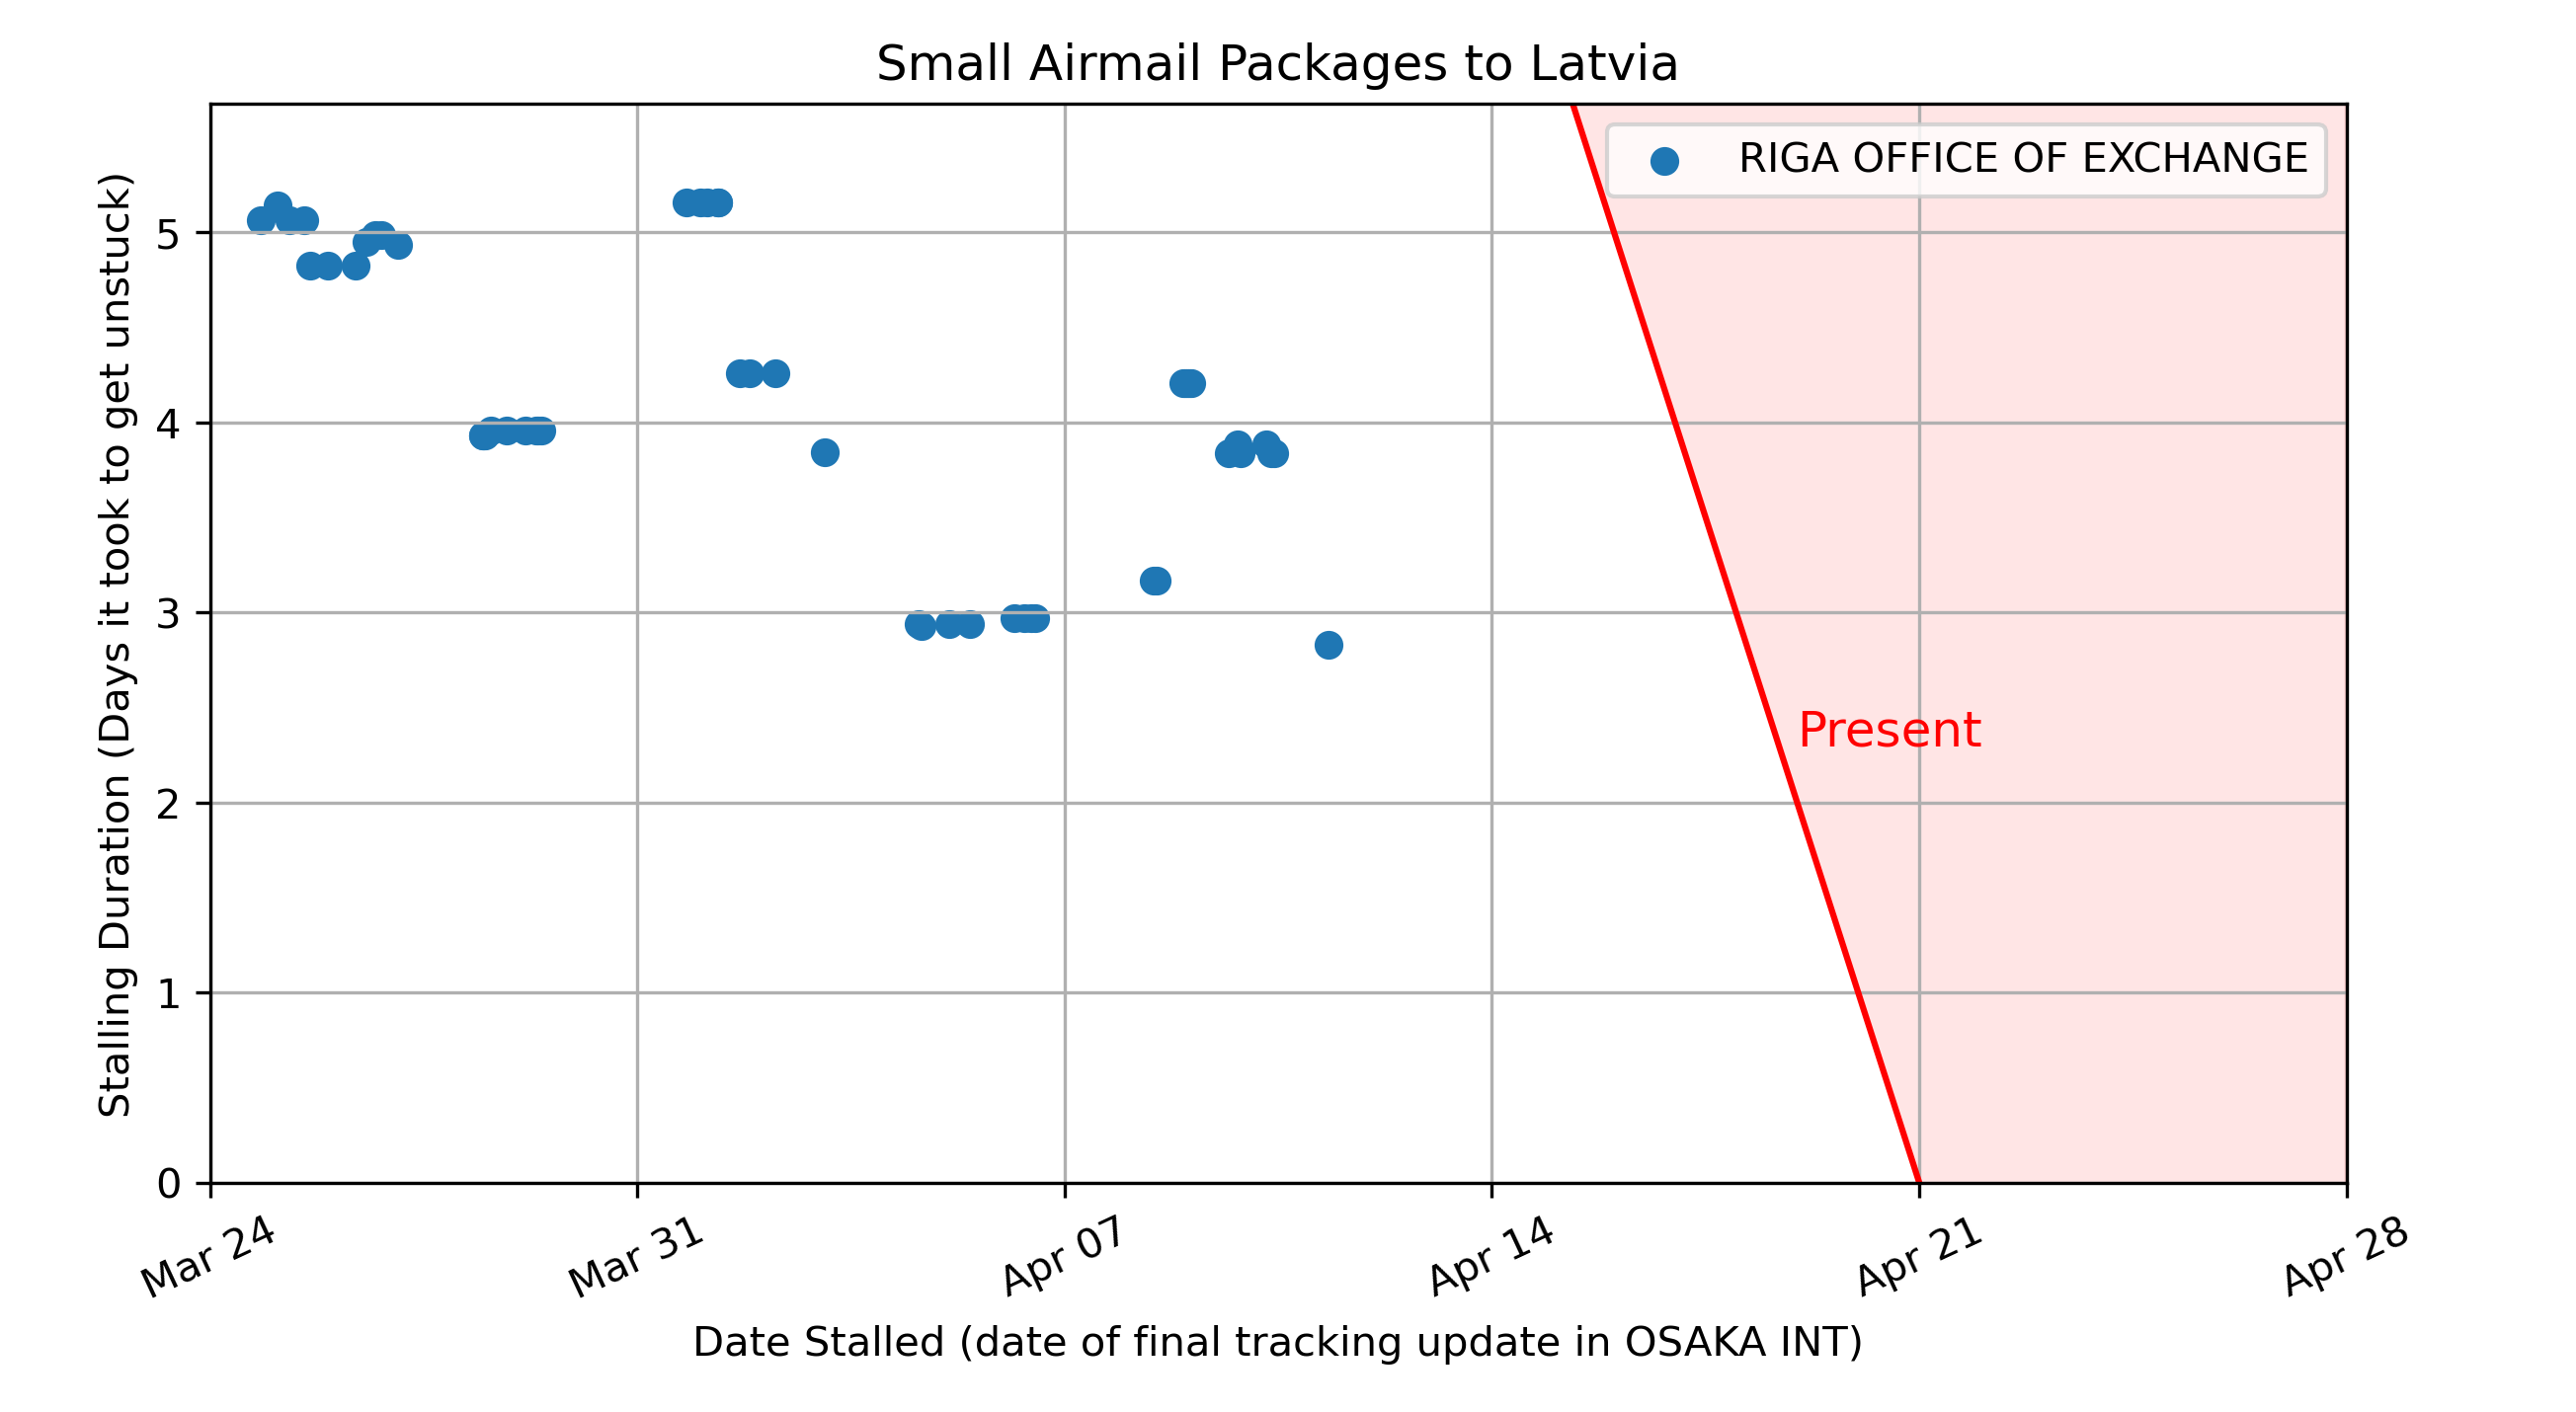 Small Airmail Packages to Latvia
RIGA OFFICE OF EXCHANGE
Stalling Duration (Days it took to get unstuck)
5
4
3
2
1
0
Present
Mar 24
Mar 31
Apr 07
Apr 14
Apr 21
Apr 28
Date Stalled (date of final tracking update in OSAKA INT)